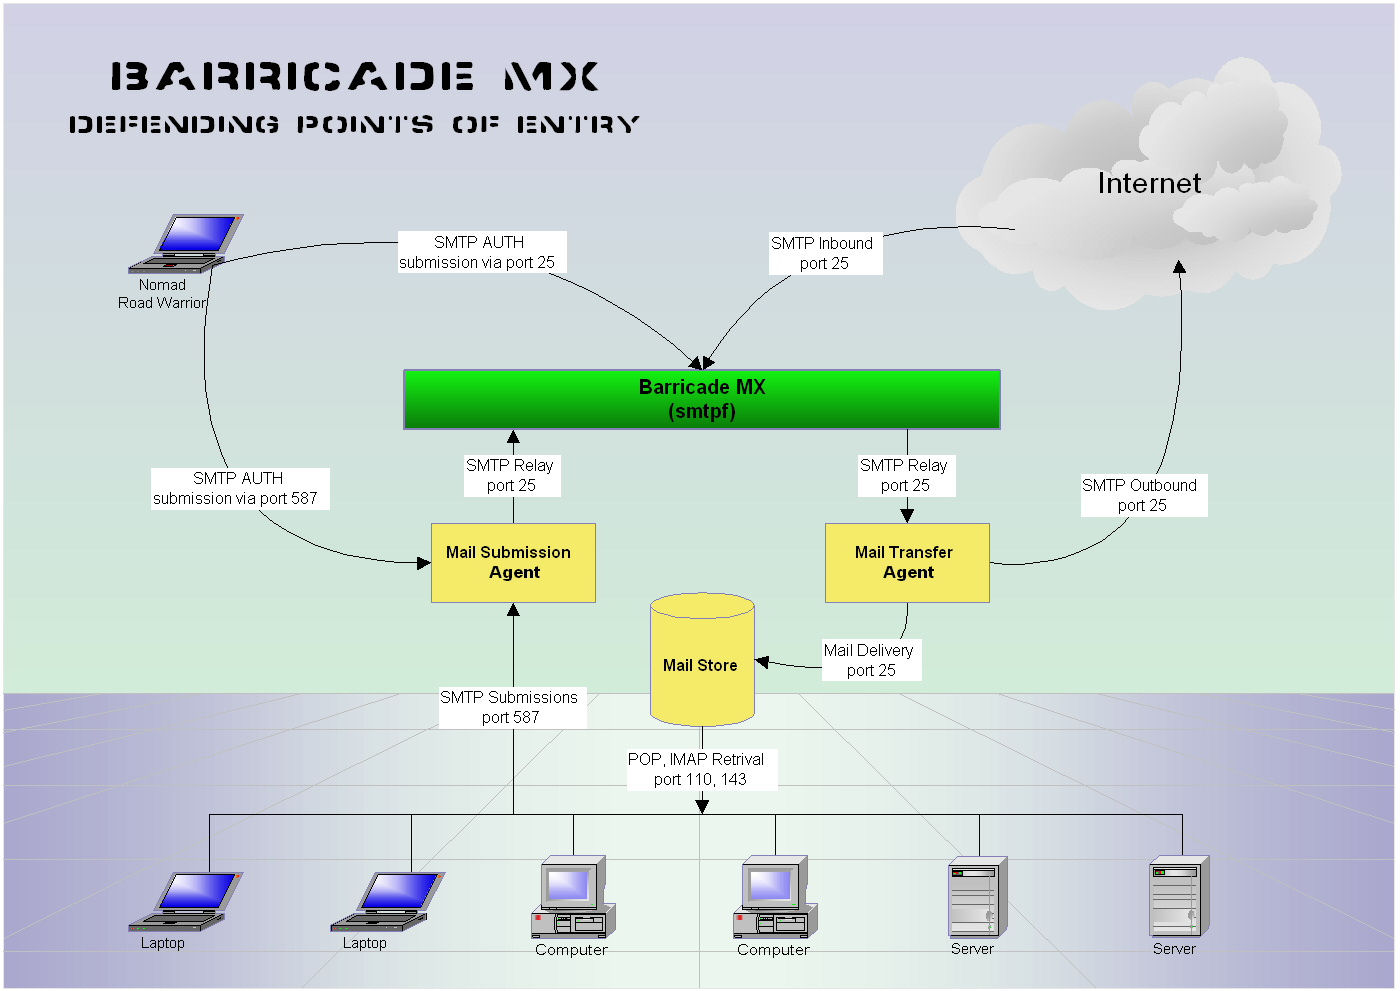 BARRICADE MX
DEFENDING POINTS OF ENTRY
Internet
Nomad
Road Warrior
SMTP AUTH
submission via port 25
SMTP Inbound
port 25
Barricade MX
(smtpf)
SMTP AUTH
submission via port 587
SMTP Relay
port 25
SMTP Relay
port 25
SMTP Outbound
port 25
Mail Submission
Agent
Mail Transfer
Agent
Mail Store
Mail Delivery
port 25
SMTP Submissions
port 587
POP, IMAP Retrival
port 110, 143
Laptop
Laptop
Computer
Computer
Server
Server